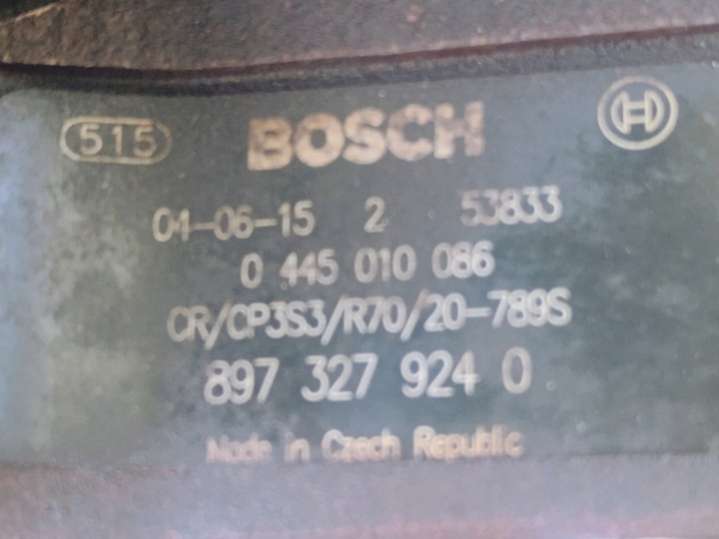 515 BOSCH
04-06-15 2 53833
0 445 010 086
CR/CP3S3/R70/20-789S
897 327 924 0
Made in Czech Republic